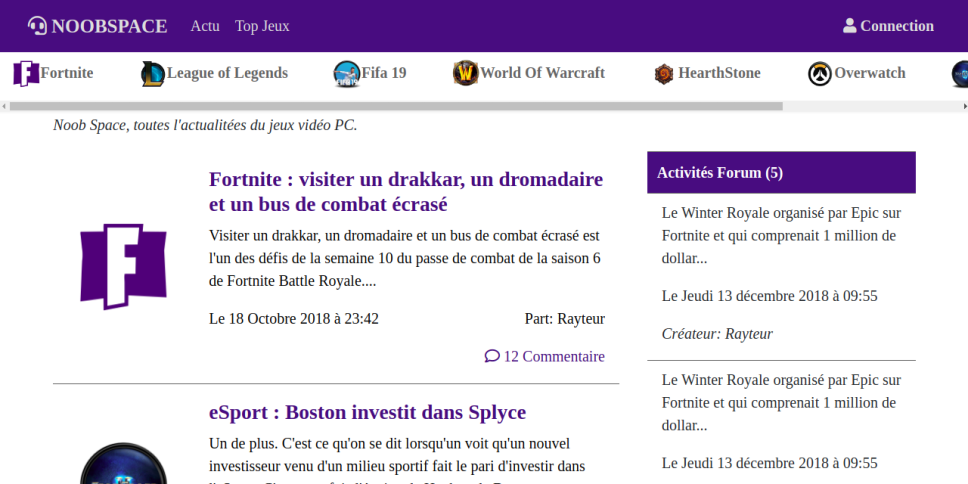 NOOBSPACE Actu Top Jeux Connection
Fortnite League of Legends Fifa 19 World Of Warcraft HearthStone Overwatch
Noob Space, toutes l'actualitées du jeux vidéo PC.
Fortnite : visiter un drakkar, un dromadaire
et un bus de combat écrasé
Visiter un drakkar, un dromadaire et un bus de combat écrasé est
l'un des défis de la semaine 10 du passe de combat de la saison 6
de Fortnite Battle Royale....
Le 18 Octobre 2018 à 23:42 Part: Rayteur
12 Commentaire
eSport : Boston investit dans Splyce
Un de plus. C'est ce qu'on se dit lorsqu'un voit qu'un nouvel
investisseur venu d'un milieu sportif fait le pari d'investir dans
Activités Forum (5)
Le Winter Royale organisé par Epic sur
Fortnite et qui comprenait 1 million de
dollar...
Le Jeudi 13 décembre 2018 à 09:55
Créateur: Rayteur
Le Winter Royale organisé par Epic sur
Fortnite et qui comprenait 1 million de
dollar...
Le Jeudi 13 décembre 2018 à 09:55